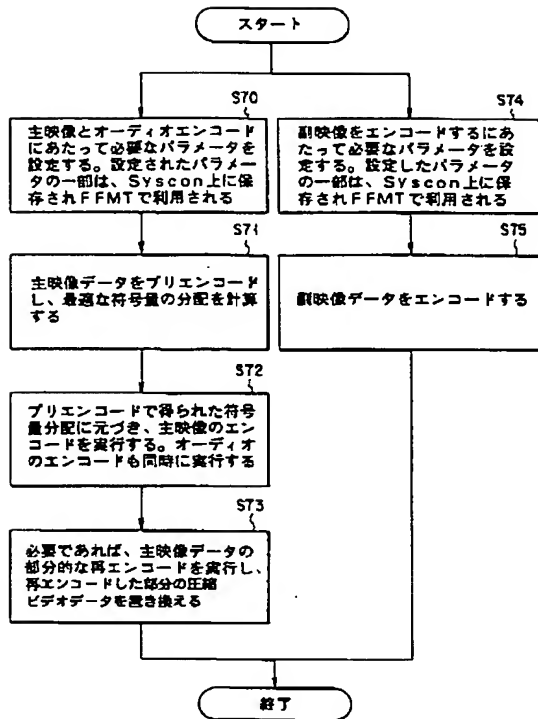 スタート
S70
主映像とオーディオエンコード
にあたって必要なパラメータを
設定する。設定されたパラメー
タの一部は、Syscon上に保
存されFFMTで利用される
S71
主映像データをプリエンコード
し、最適な符号量の分配を計算
する
S72
プリエンコードで得られた符号
量分配に元づき、主映像のエン
コードを実行する。オーディオ
のエンコードも同時に実行する
S73
必要であれば、主映像データの
部分的な再エンコードを実行し、
再エンコードした部分の圧縮
ビデオデータを置き換える
S74
副映像をエンコードするにあ
たって必要なパラメータを設
定する。設定したパラメータ
の一部は、Syscon上に保
存されFFMTで利用される
S75
副映像データをエンコードする
終了